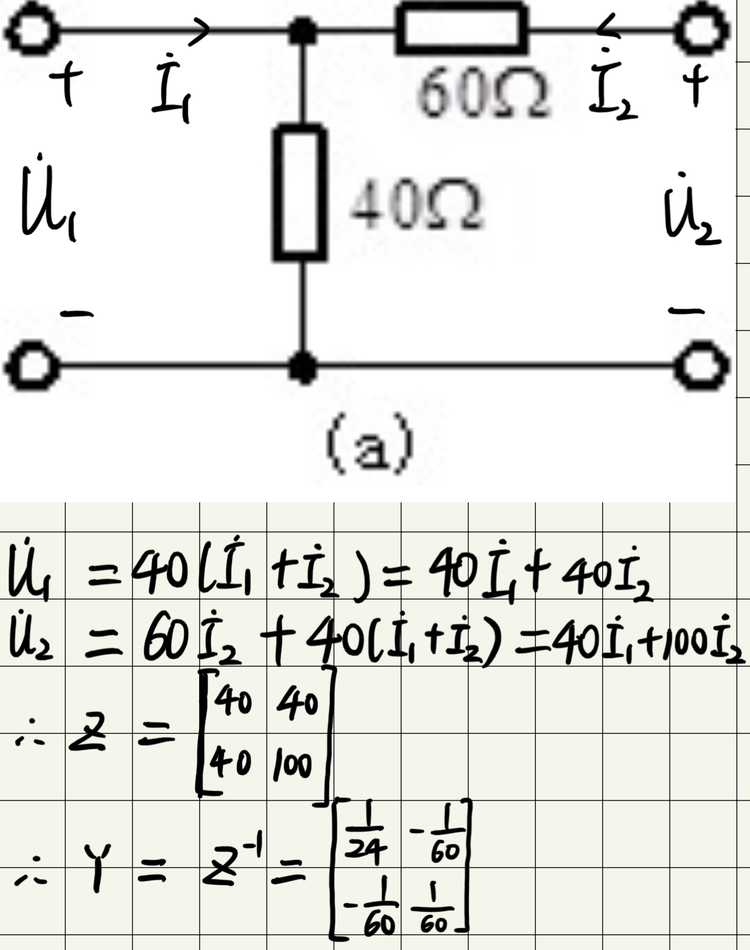 + İ₁ 60Ω İ₂ +
U̇₁ 40Ω U̇₂
− −
(a)
U̇₁ = 40(İ₁ + İ₂) = 40İ₁ + 40İ₂
U̇₂ = 60İ₂ + 40(İ₁ + İ₂) = 40İ₁ + 100İ₂
∴ Z = [40 40; 40 100]
∴ Y = Z⁻¹ = [1/24 -1/60; -1/60 1/60]